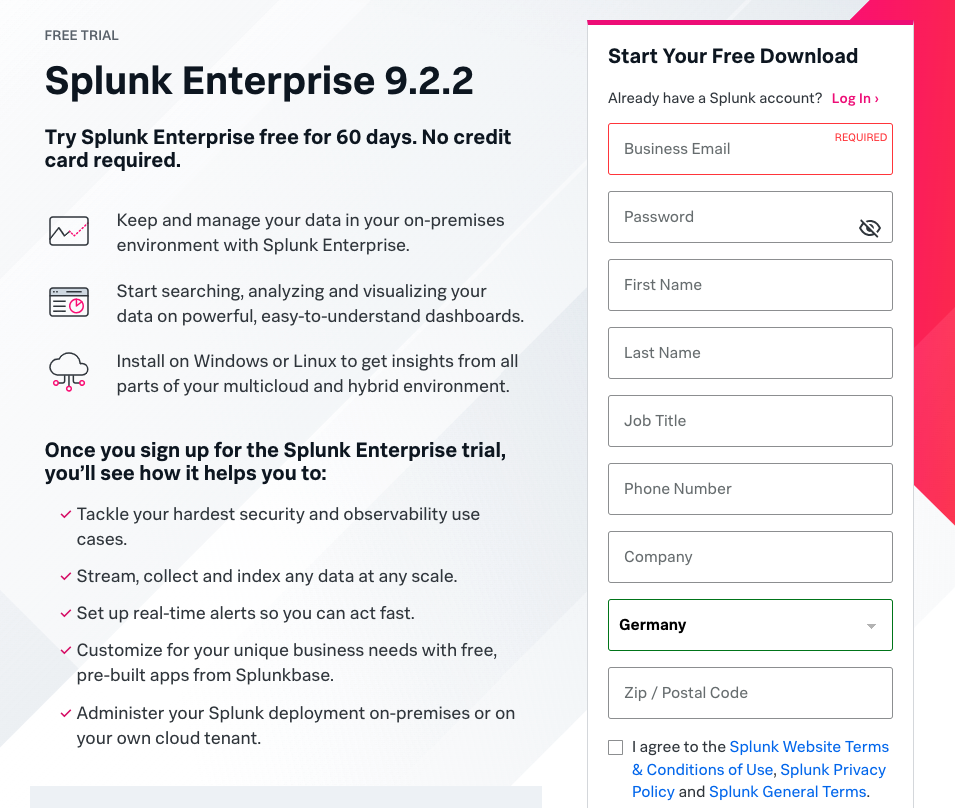 FREE TRIAL
Splunk Enterprise 9.2.2
Try Splunk Enterprise free for 60 days. No credit
card required.
Keep and manage your data in your on-premises
environment with Splunk Enterprise.
Start searching, analyzing and visualizing your
data on powerful, easy-to-understand dashboards.
Install on Windows or Linux to get insights from all
parts of your multicloud and hybrid environment.
Once you sign up for the Splunk Enterprise trial,
you’ll see how it helps you to:
Tackle your hardest security and observability use
cases.
Stream, collect and index any data at any scale.
Set up real-time alerts so you can act fast.
Customize for your unique business needs with free,
pre-built apps from Splunkbase.
Administer your Splunk deployment on-premises or on
your own cloud tenant.
Start Your Free Download
Already have a Splunk account? Log In ›
REQUIRED
Business Email
Password
First Name
Last Name
Job Title
Phone Number
Company
Germany
Zip / Postal Code
I agree to the Splunk Website Terms
& Conditions of Use, Splunk Privacy
Policy and Splunk General Terms.